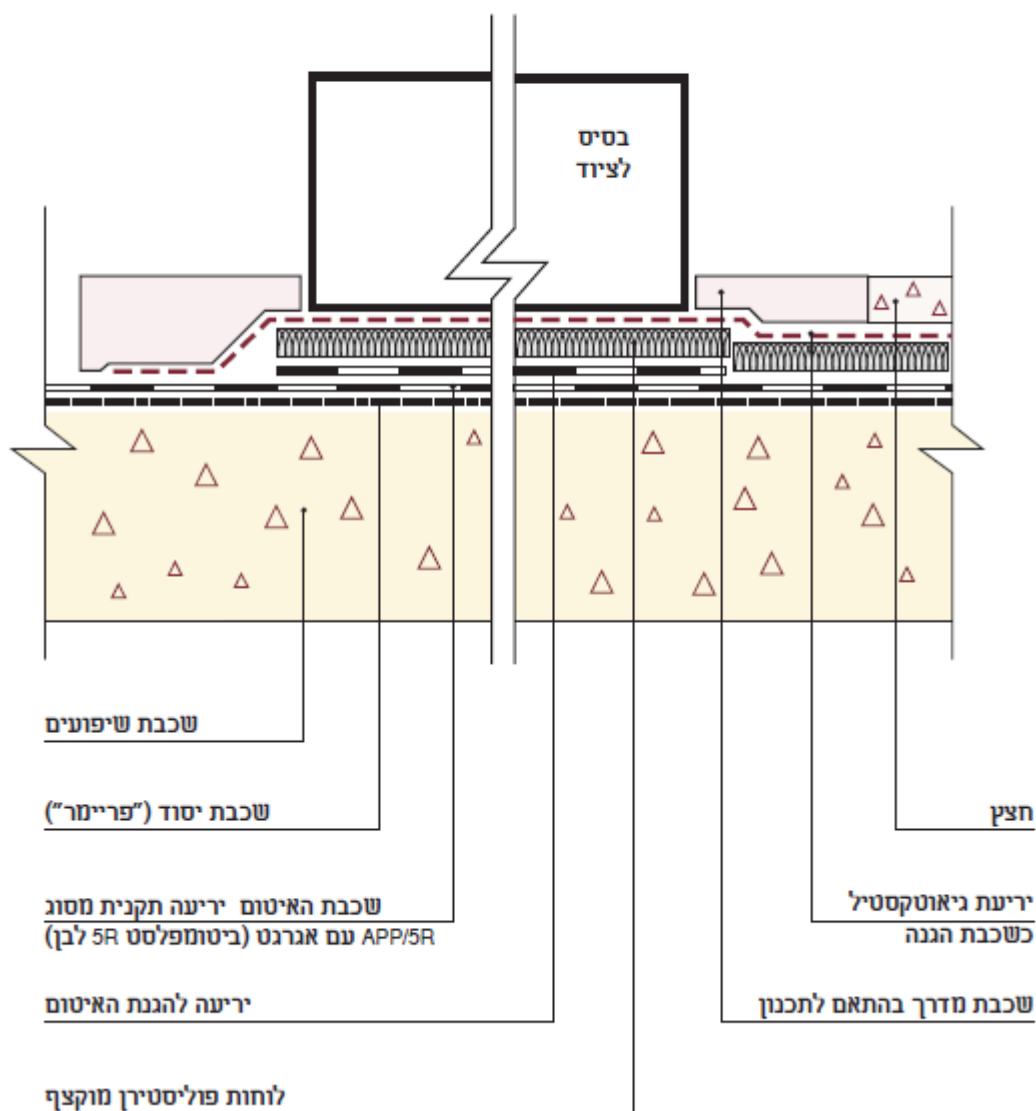 בסיס
לציוד
שכבת שיפועים
חצץ
שכבת יסוד ("פריימר")
יריעת גיאוטקסטיל
כשכבת הגנה
שכבת האיטום יריעה תקנית מסוג
APP/5R עם אגרגט (ביטומפלסט 5R לבן)
שכבת מדרך בהתאם לתכנון
יריעה להגנת האיטום
לוחות פוליסטירן מוקצף